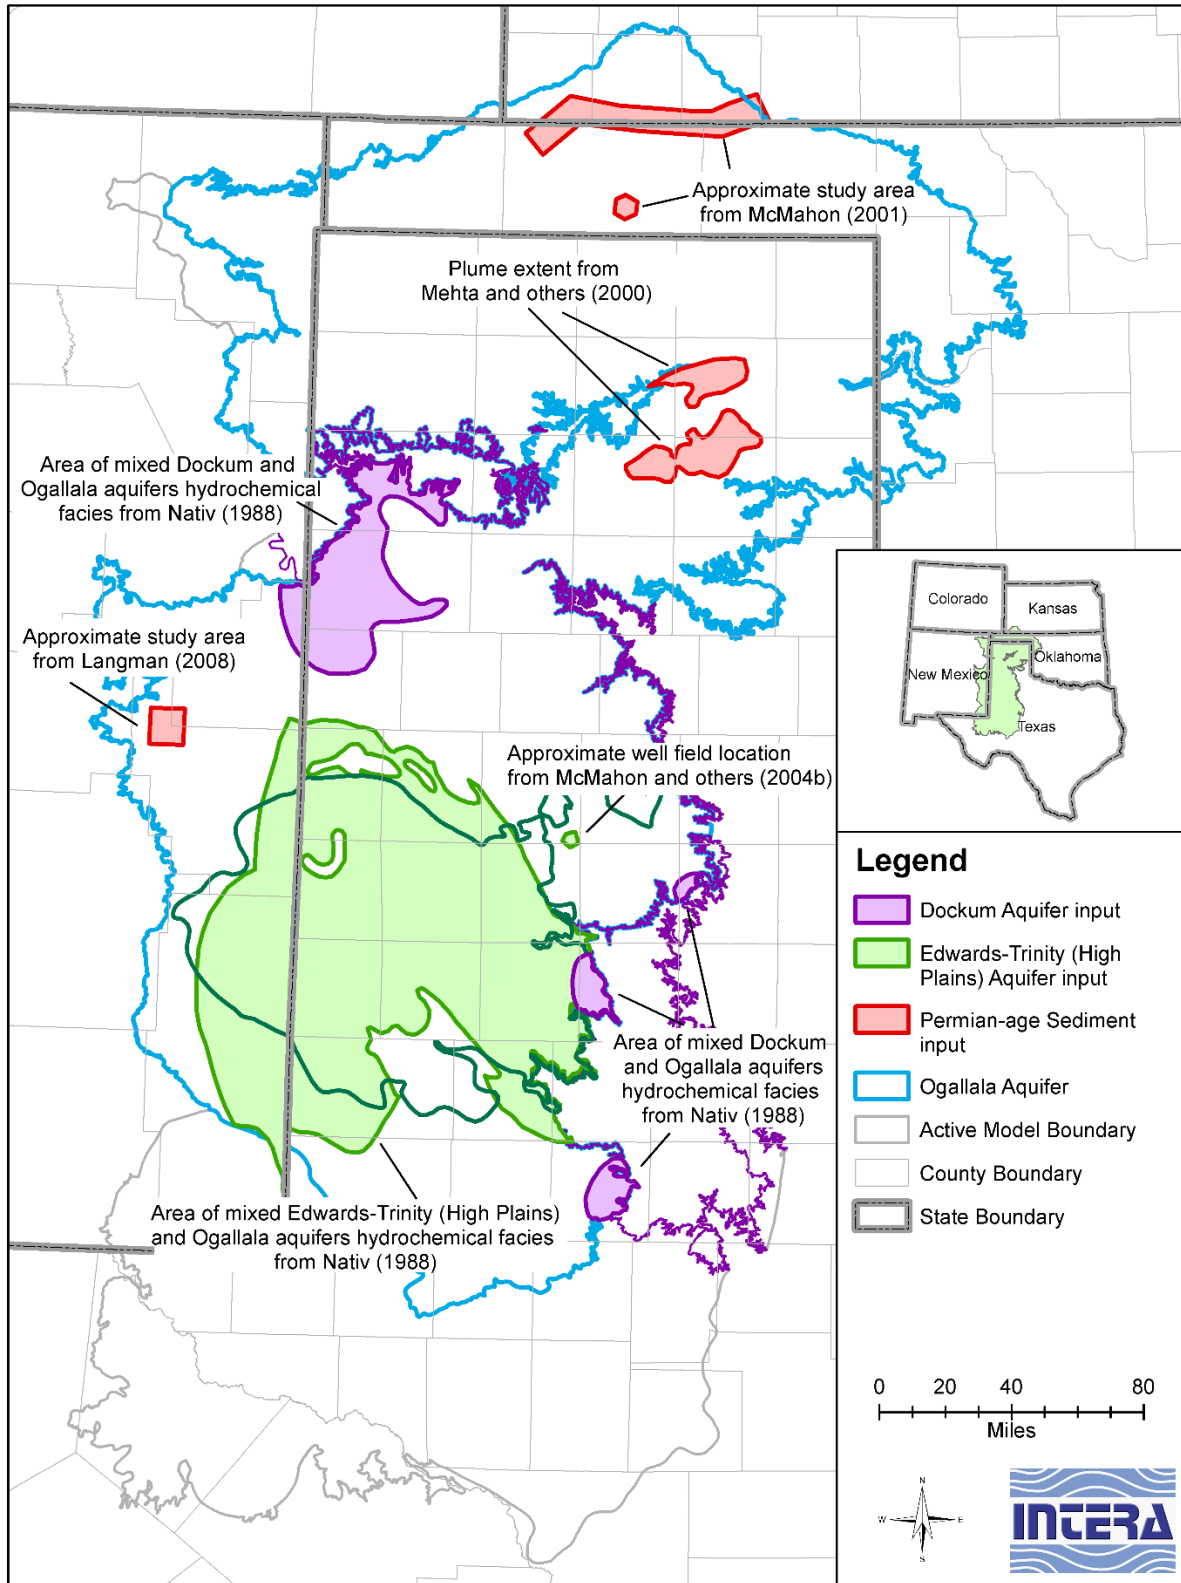 Approximate study area
from McMahon (2001)
Plume extent from
Mehta and others (2000)
Area of mixed Dockum and
Ogallala aquifers hydrochemical
facies from Nativ (1988)
Approximate study area
from Langman (2008)
Approximate well field location
from McMahon and others (2004b)
Area of mixed Dockum
and Ogallala aquifers
hydrochemical facies
from Nativ (1988)
Area of mixed Edwards-Trinity (High Plains)
and Ogallala aquifers hydrochemical facies
from Nativ (1988)
Colorado
Kansas
New Mexico
Oklahoma
Texas
Legend
Dockum Aquifer input
Edwards-Trinity (High
Plains) Aquifer input
Permian-age Sediment
input
Ogallala Aquifer
Active Model Boundary
County Boundary
State Boundary
0 20 40 80
Miles
N
W E
S
INTERA